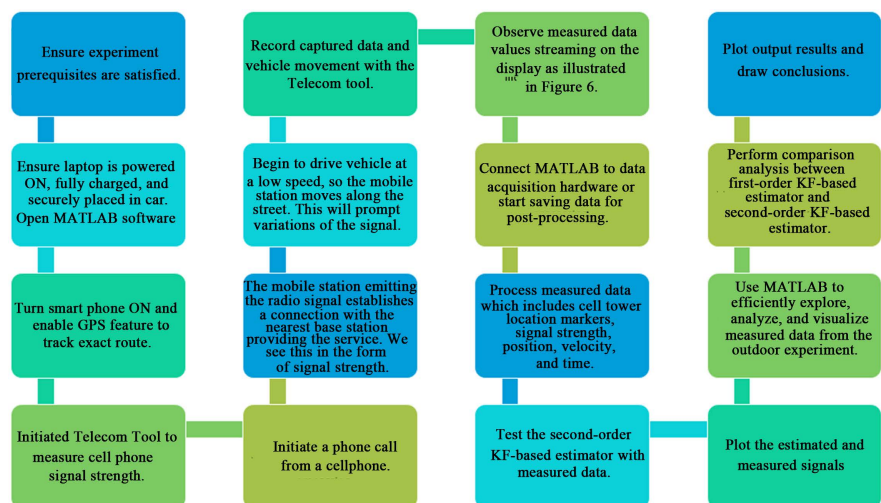 Ensure experiment
prerequisites are satisfied.
Ensure laptop is powered
ON, fully charged, and
securely placed in car.
Open MATLAB software
Turn smart phone ON and
enable GPS feature to
track exact route.
Initiated Telecom Tool to
measure cell phone
signal strength.
Initiate a phone call
from a cellphone.
The mobile station emitting
the radio signal establishes
a connection with the
nearest base station
providing the service. We
see this in the form
of signal strength.
Begin to drive vehicle at
a low speed, so the mobile
station moves along the
street. This will prompt
variations of the signal.
Record captured data and
vehicle movement with the
Telecom tool.
Observe measured data
values streaming on the
display as illustrated
"" in Figure 6.
Connect MATLAB to data
acquisition hardware or
start saving data for
post-processing.
Process measured data
which includes cell tower
location markers,
signal strength,
position, velocity,
and time.
Test the second-order
KF-based estimator with
measured data.
Plot the estimated and
measured signals
Use MATLAB to
efficiently explore,
analyze, and visualize
measured data from the
outdoor experiment.
Perform comparison
analysis between
first-order KF-based
estimator and
second-order KF-based
estimator.
Plot output results and
draw conclusions.